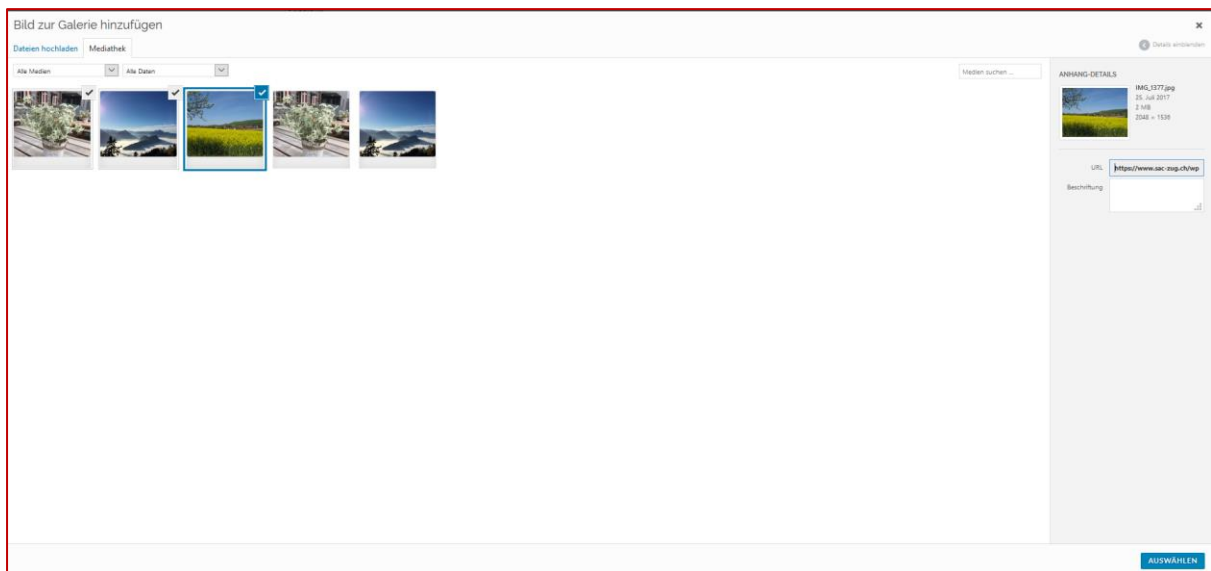 Bild zur Galerie hinzufügen
Dateien hochladen Mediathek
Details einblenden
Alle Medien Alle Daten
Medien suchen ...
ANHANG-DETAILS
IMG_1377.jpg
25. Juli 2017
2 MB
2048 × 1536
URL https://www.sac-zug.ch/wp
Beschriftung
AUSWÄHLEN